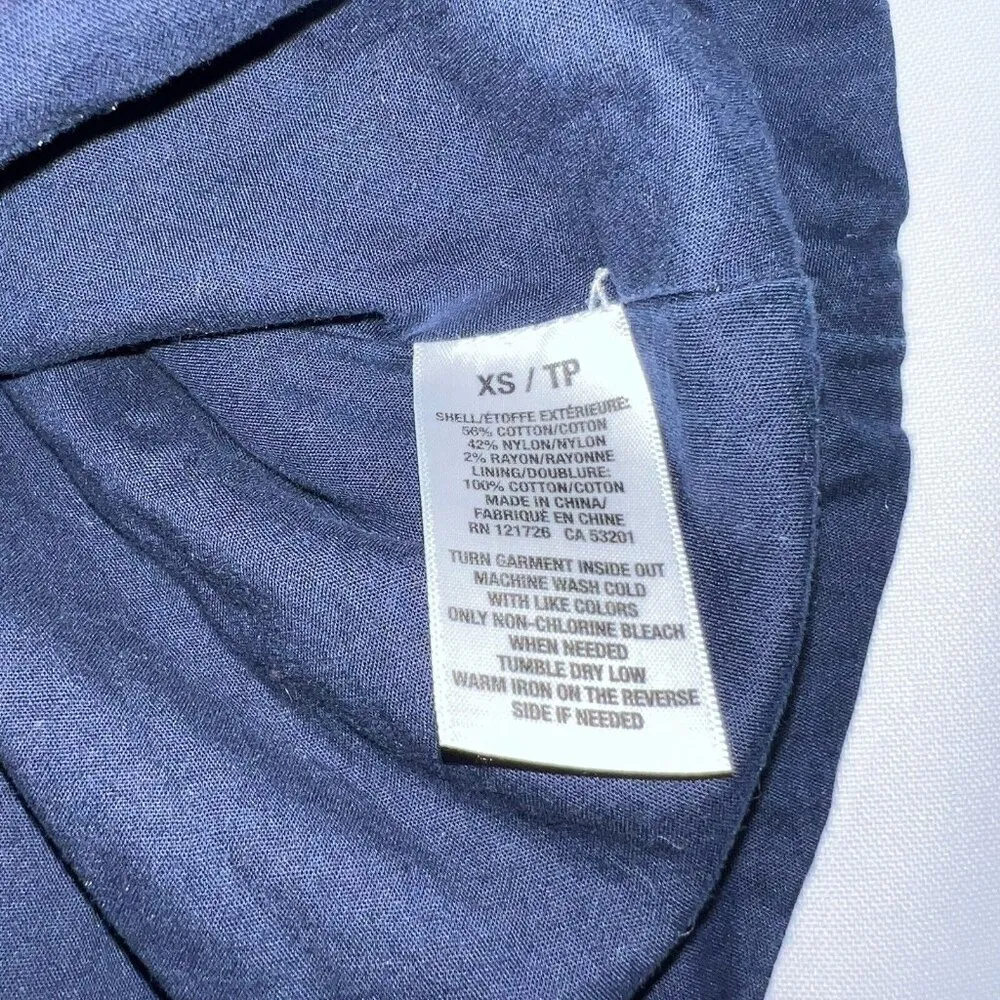 XS / TP
SHELL/ÉTOFFE EXTÉRIEURE:
56% COTTON/COTON
42% NYLON/NYLON
2% RAYON/RAYONNE
LINING/DOUBLURE:
100% COTTON/COTON
MADE IN CHINA/
FABRIQUÉ EN CHINE
RN 121726 CA 53201
TURN GARMENT INSIDE OUT
MACHINE WASH COLD
WITH LIKE COLORS
ONLY NON-CHLORINE BLEACH
WHEN NEEDED
TUMBLE DRY LOW
WARM IRON ON THE REVERSE
SIDE IF NEEDED